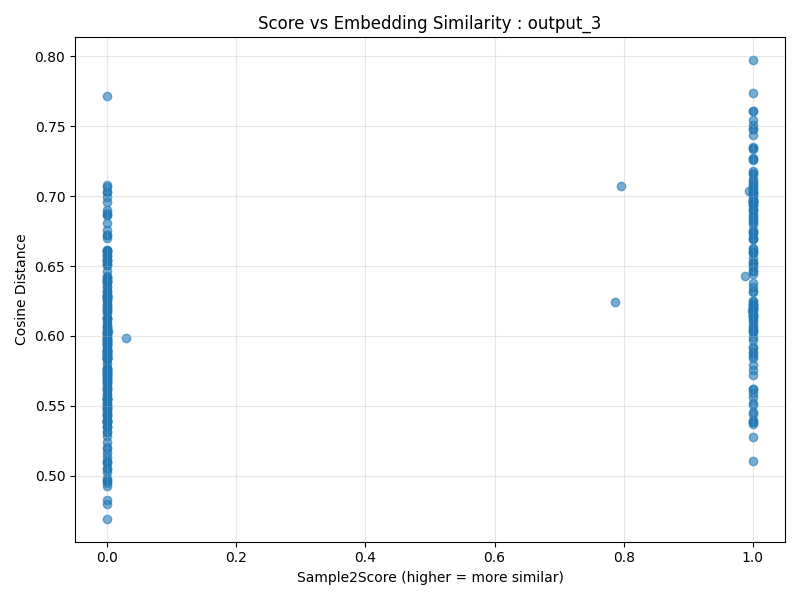 Score vs Embedding Similarity : output_3
Cosine Distance
0.80
0.75
0.70
0.65
0.60
0.55
0.50
0.0 0.2 0.4 0.6 0.8 1.0
Sample2Score (higher = more similar)